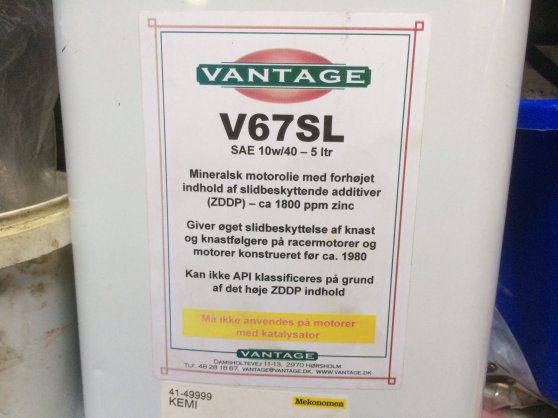 VANTAGE
V67SL
SAE 10w/40 – 5 ltr
Mineralsk motorolie med forhøjet
indhold af slidbeskyttende additiver
(ZDDP) – ca 1800 ppm zinc
Giver øget slidbeskyttelse af knast
og knastfølgere på racermotorer og
motorer konstrueret før ca. 1980
Kan ikke API klassificeres på grund
af det høje ZDDP indhold
Må ikke anvendes på motorer
med katalysator
VANTAGE
DAMSHOLTEVEJ 11-13, 2970 HØRSHOLM
TLF. 48 28 18 67, VANTAGE@VANTAGE.DK, WWW.VANTAGE.DK
41-49999
KEMI
Mekonomen